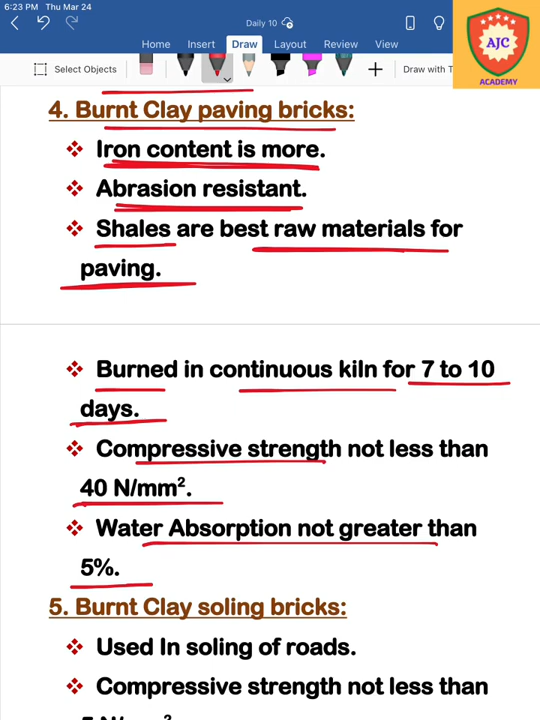 6:23 PM Thu Mar 24
Daily 10
Home Insert Draw Layout Review View
Select Objects
Draw with T
AJC
ACADEMY
4. Burnt Clay paving bricks:
❖ Iron content is more.
❖ Abrasion resistant.
❖ Shales are best raw materials for
paving.
❖ Burned in continuous kiln for 7 to 10
days.
❖ Compressive strength not less than
40 N/mm².
❖ Water Absorption not greater than
5%.
5. Burnt Clay soling bricks:
❖ Used In soling of roads.
❖ Compressive strength not less than